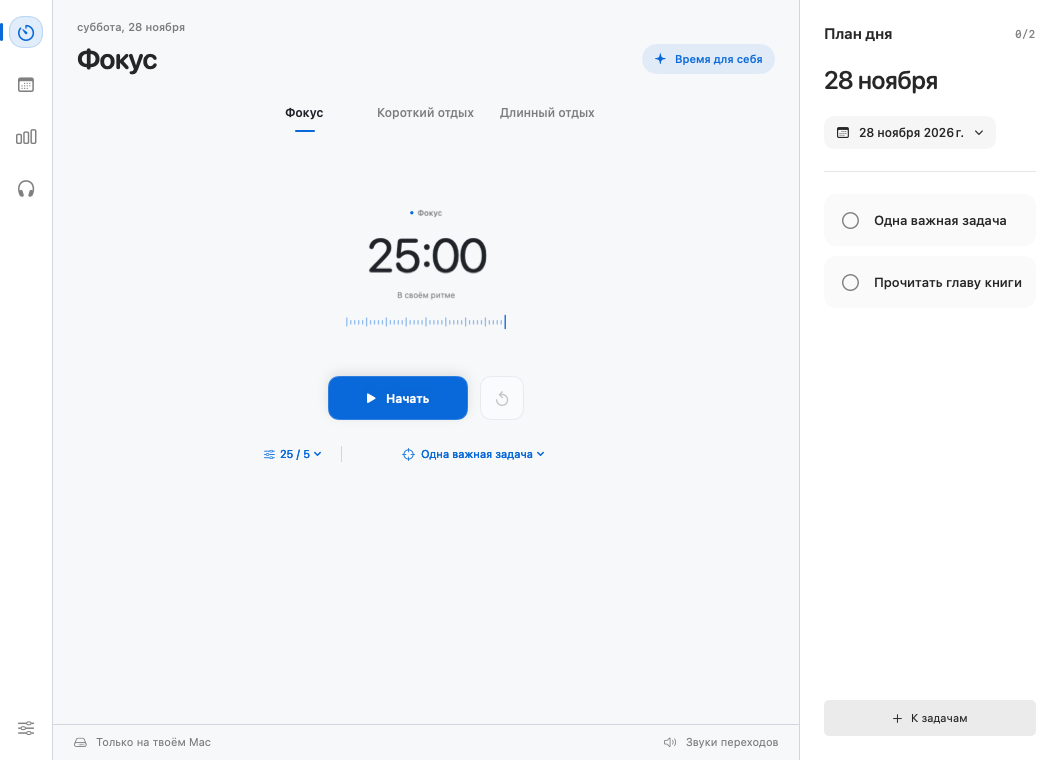 суббота, 28 ноября
Фокус
Время для себя
Фокус
Короткий отдых
Длинный отдых
Фокус
25:00
В своём ритме
Начать
25 / 5
Одна важная задача
Только на твоём Mac
Звуки переходов
План дня
0/2
28 ноября
28 ноября 2026 г.
Одна важная задача
Прочитать главу книги
К задачам